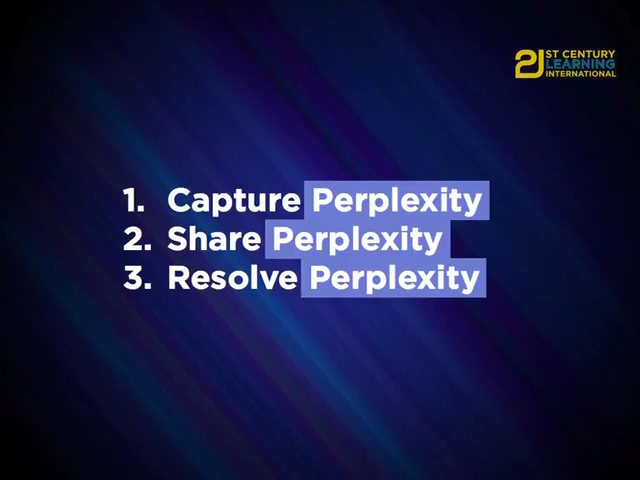 21ST CENTURY
LEARNING
INTERNATIONAL
1. Capture Perplexity
2. Share Perplexity
3. Resolve Perplexity